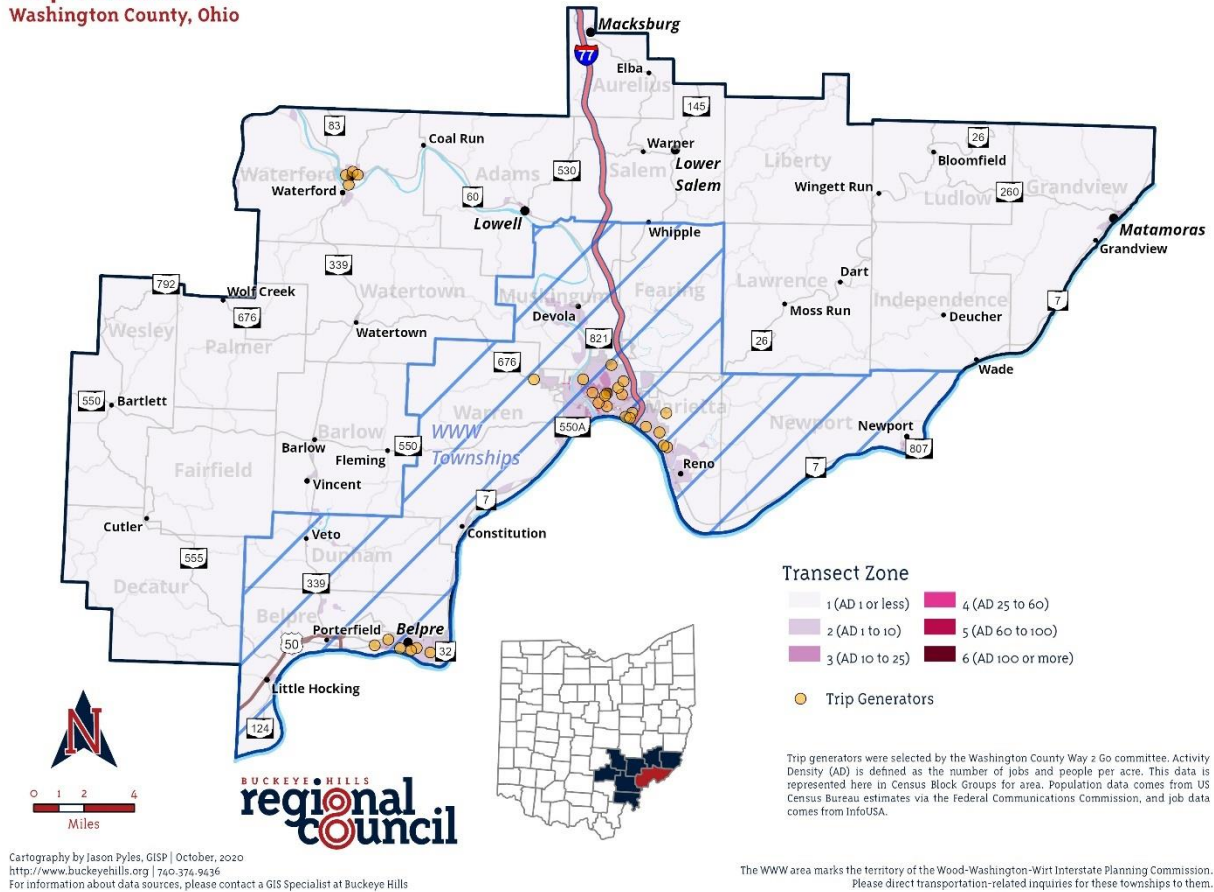 Washington County, Ohio
Macksburg
77
Elba
Aurelius
145
83
Coal Run
26
Warner
Lower
Salem
Salem
Bloomfield
Liberty
Waterford
Adams
530
Waterford
60
Wingett Run
Ludlow
260
Grandview
Lowell
Matamoras
Whipple
Grandview
339
792
Wolf Creek
Watertown
Muskingum
Fearing
Lawrence
Dart
Independence
7
676
Devola
Moss Run
Deucher
Wesley
Palmer
Watertown
821
26
676
Wade
550
Bartlett
Warren
Marietta
Newport
Newport
Barlow
WWW
Townships
550A
Barlow
550
Fleming
807
Fairfield
Reno
7
Vincent
7
Cutler
Veto
Constitution
555
Dunham
Decatur
339
Belpre
Porterfield
Belpre
50
32
Little Hocking
124
Transect Zone
1 (AD 1 or less)
2 (AD 1 to 10)
3 (AD 10 to 25)
4 (AD 25 to 60)
5 (AD 60 to 100)
6 (AD 100 or more)
Trip Generators
N
0 1 2 4
Miles
BUCKEYE HILLS
regional
council
Trip generators were selected by the Washington County Way 2 Go committee. Activity
Density (AD) is defined as the number of jobs and people per acre. This data is
represented here in Census Block Groups for area. Population data comes from US
Census Bureau estimates via the Federal Communications Commission, and job data
comes from InfoUSA.
Cartography by Jason Pyles, GISP | October, 2020
http://www.buckeyehills.org | 740.374.9436
For information about data sources, please contact a GIS Specialist at Buckeye Hills
The WWW area marks the territory of the Wood-Washington-Wirt Interstate Planning Commission.
Please direct transportation-related inquiries for these townships to them.